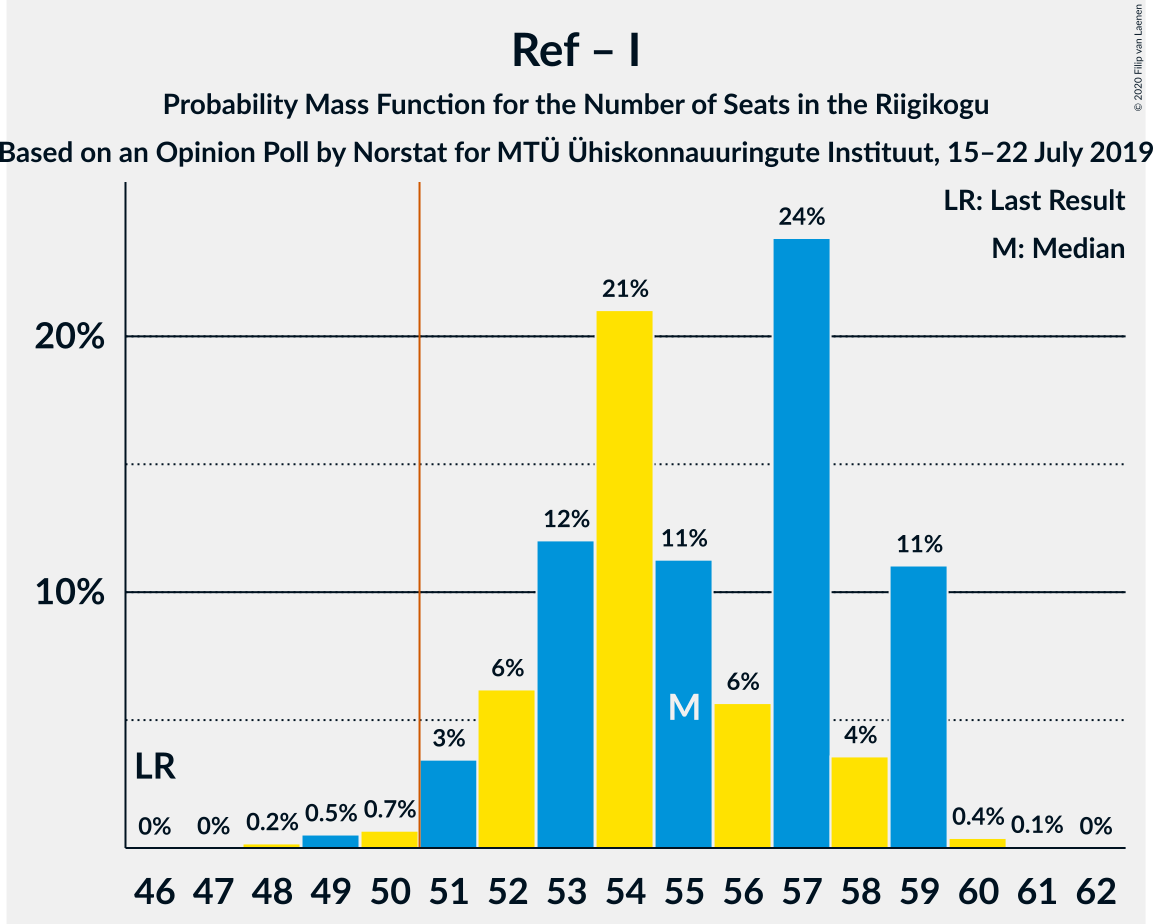 Ref – I
Probability Mass Function for the Number of Seats in the Riigikogu
Based on an Opinion Poll by Norstat for MTÜ Ühiskonnauuringute Instituut, 15–22 July 2019
© 2020 Filip van Laenen
LR: Last Result
M: Median
24%
21%
20%
12%
11%
11%
10%
6%
6%
M
3%
4%
LR
0%
0%
0.2%
0.5%
0.7%
0.4%
0.1%
0%
46 47 48 49 50 51 52 53 54 55 56 57 58 59 60 61 62